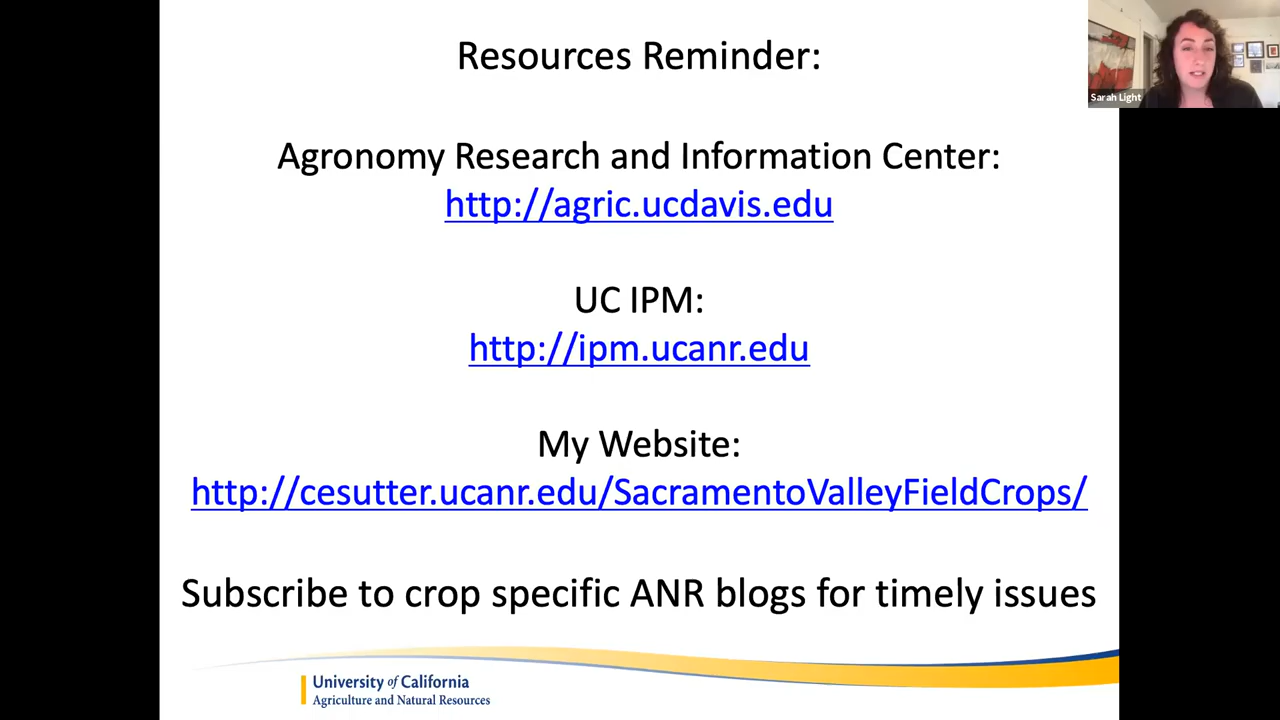 Resources Reminder:
Sarah Light
Agronomy Research and Information Center:
http://agric.ucdavis.edu
UC IPM:
http://ipm.ucanr.edu
My Website:
http://cesutter.ucanr.edu/SacramentoValleyFieldCrops/
Subscribe to crop specific ANR blogs for timely issues
University of California
Agriculture and Natural Resources